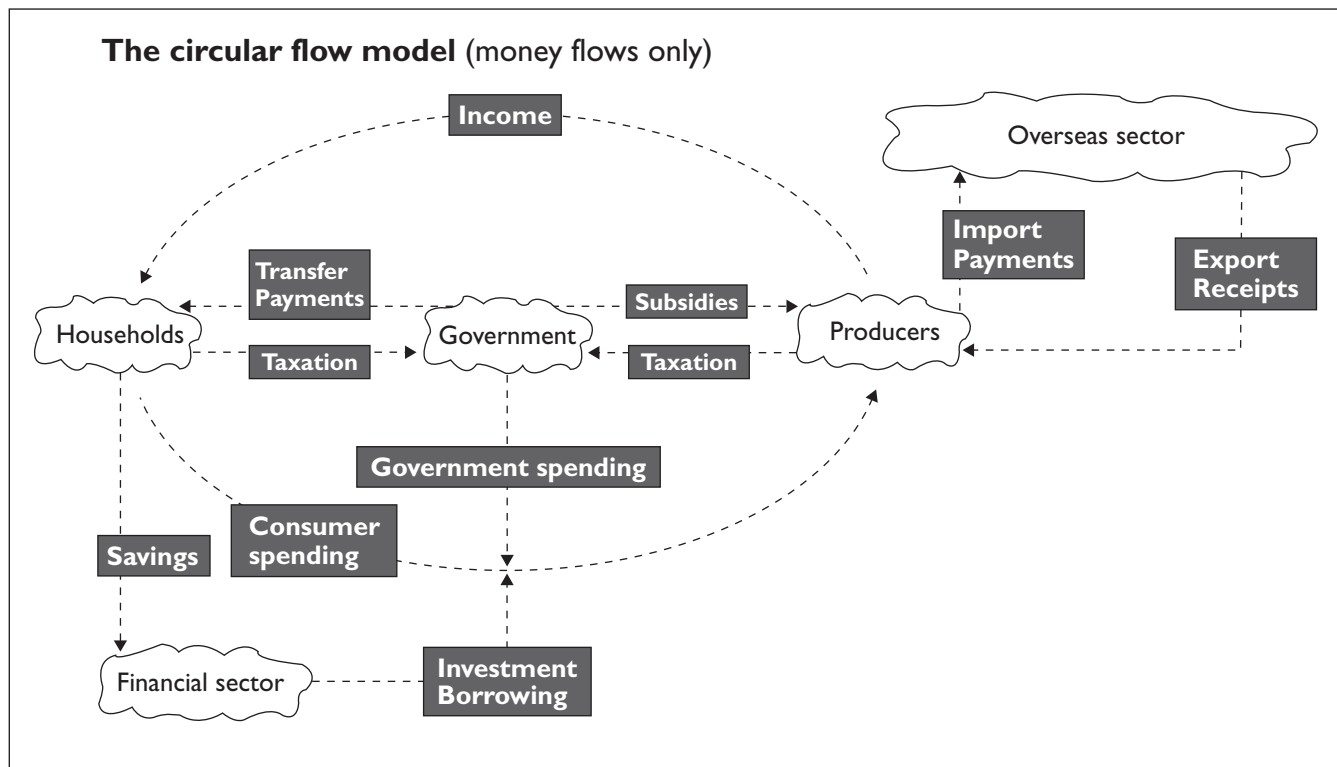 The circular flow model (money flows only)
Income
Overseas sector
Import
Payments
Export
Receipts
Transfer
Payments
Subsidies
Households
Government
Producers
Taxation
Taxation
Government spending
Consumer
spending
Savings
Investment
Borrowing
Financial sector